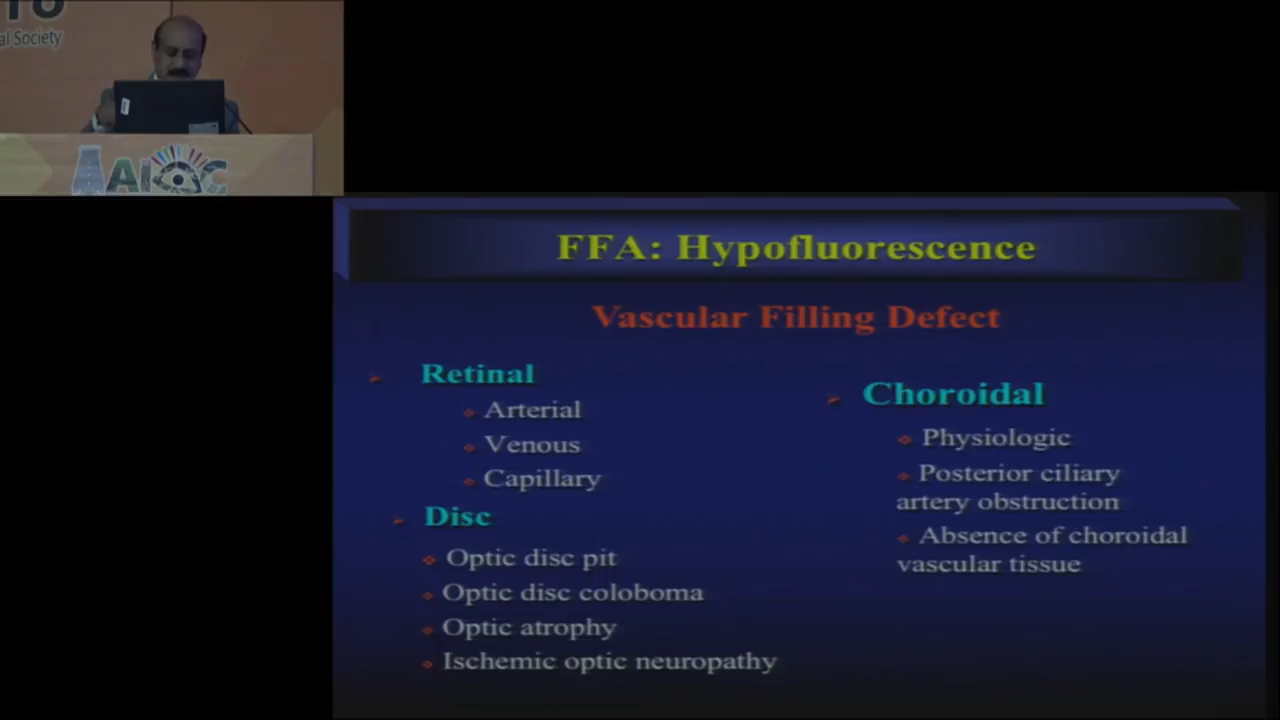 al Society
AIOC
FFA: Hypofluorescence
Vascular Filling Defect
Retinal
Arterial
Venous
Capillary
Disc
Optic disc pit
Optic disc coloboma
Optic atrophy
Ischemic optic neuropathy
Choroidal
Physiologic
Posterior ciliary
artery obstruction
Absence of choroidal
vascular tissue